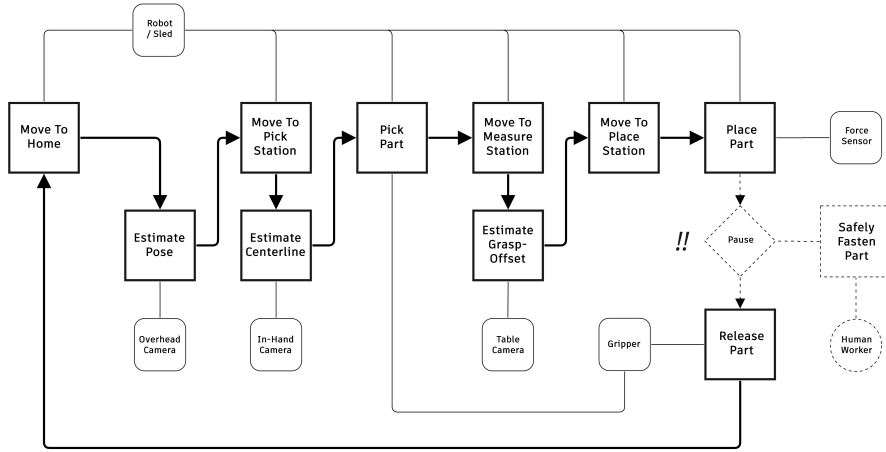 Robot
/ Sled
Move To
Home
Move To
Pick
Station
Pick
Part
Move To
Measure
Station
Move To
Place
Station
Place
Part
Force
Sensor
Estimate
Pose
Estimate
Centerline
Estimate
Grasp-
Offset
!!
Pause
Safely
Fasten
Part
Overhead
Camera
In-Hand
Camera
Table
Camera
Gripper
Release
Part
Human
Worker